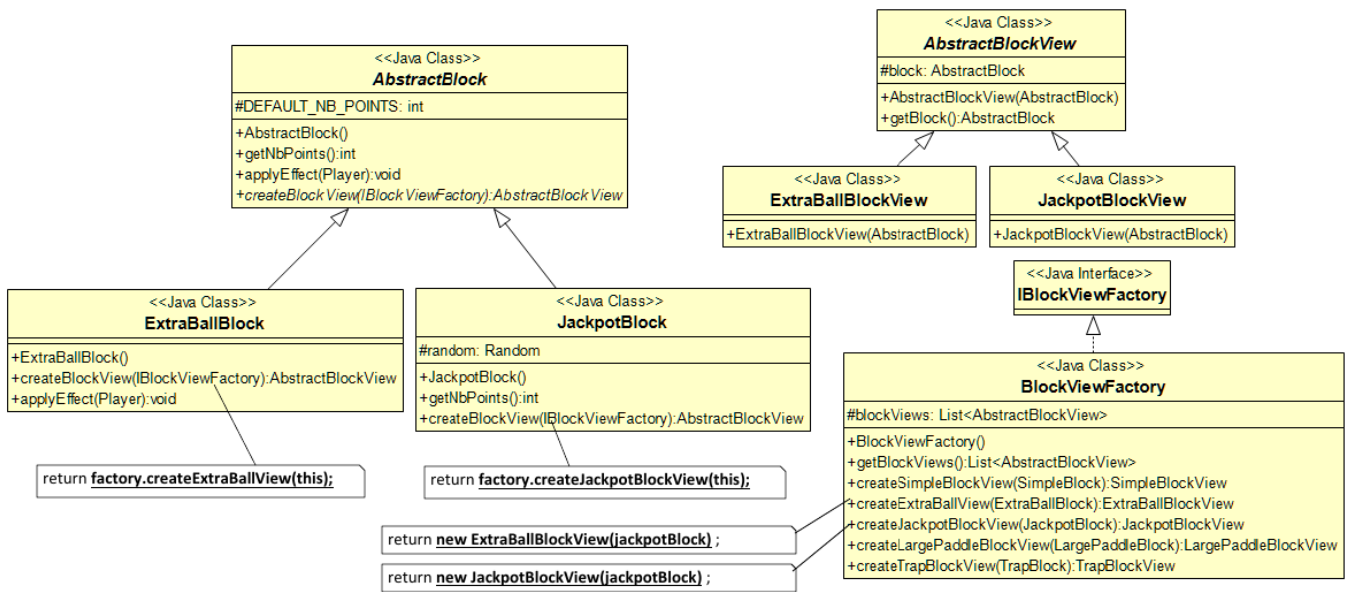 <<Java Class>>
AbstractBlock
#DEFAULT_NB_POINTS: int
+AbstractBlock()
+getNbPoints():int
+applyEffect(Player):void
+createBlockView(IBlockViewFactory):AbstractBlockView
<<Java Class>>
AbstractBlockView
#block: AbstractBlock
+AbstractBlockView(AbstractBlock)
+getBlock():AbstractBlock
<<Java Class>>
ExtraBallBlockView
+ExtraBallBlockView(AbstractBlock)
<<Java Class>>
JackpotBlockView
+JackpotBlockView(AbstractBlock)
<<Java Interface>>
IBlockViewFactory
<<Java Class>>
ExtraBallBlock
+ExtraBallBlock()
+createBlockView(IBlockViewFactory):AbstractBlockView
+applyEffect(Player):void
<<Java Class>>
JackpotBlock
#random: Random
+JackpotBlock()
+getNbPoints():int
+createBlockView(IBlockViewFactory):AbstractBlockView
<<Java Class>>
BlockViewFactory
#blockViews: List<AbstractBlockView>
+BlockViewFactory()
+getBlockViews():List<AbstractBlockView>
+createSimpleBlockView(SimpleBlock):SimpleBlockView
+createExtraBallView(ExtraBallBlock):ExtraBallBlockView
+createJackpotBlockView(JackpotBlock):JackpotBlockView
+createLargePaddleBlockView(LargePaddleBlock):LargePaddleBlockView
+createTrapBlockView(TrapBlock):TrapBlockView
return factory.createExtraBallView(this);
return factory.createJackpotBlockView(this);
return new ExtraBallBlockView(jackpotBlock) ;
return new JackpotBlockView(jackpotBlock) ;